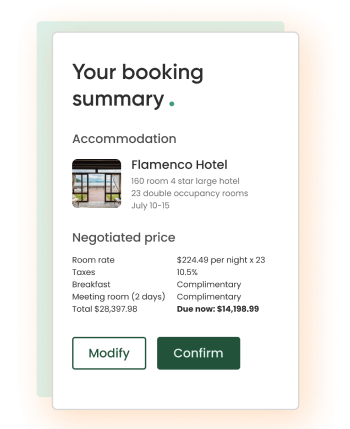 Your booking
summary.
Accommodation
Flamenco Hotel
160 room 4 star large hotel
23 double occupancy rooms
July 10-15
Negotiated price
Room rate $224.49 per night x 23
Taxes 10.5%
Breakfast Complimentary
Meeting room (2 days) Complimentary
Total $28,397.98 Due now: $14,198.99
Modify Confirm